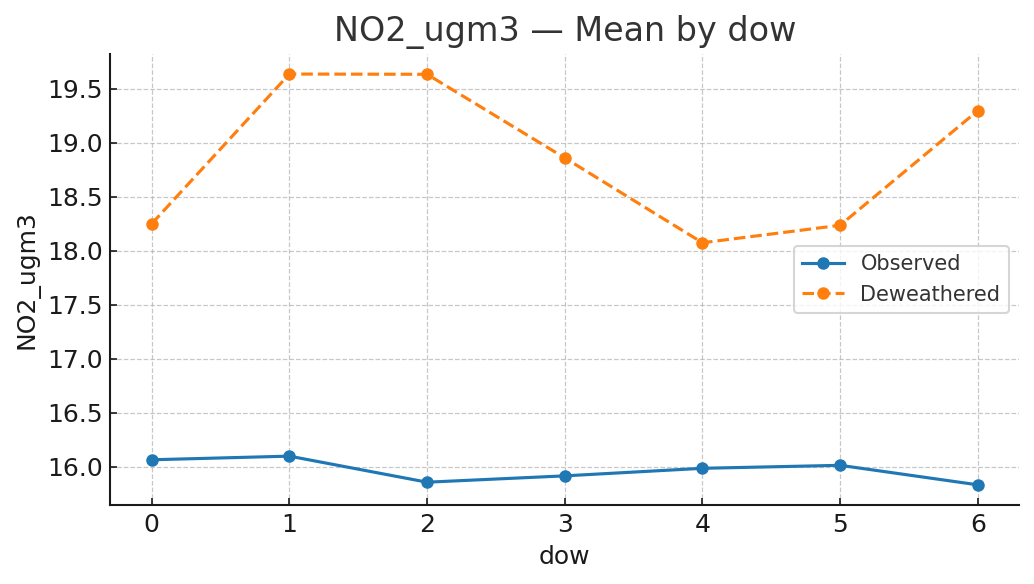 NO2_ugm3 — Mean by dow
NO2_ugm3
19.5
19.0
18.5
18.0
17.5
17.0
16.5
16.0
Observed
Deweathered
0 1 2 3 4 5 6
dow